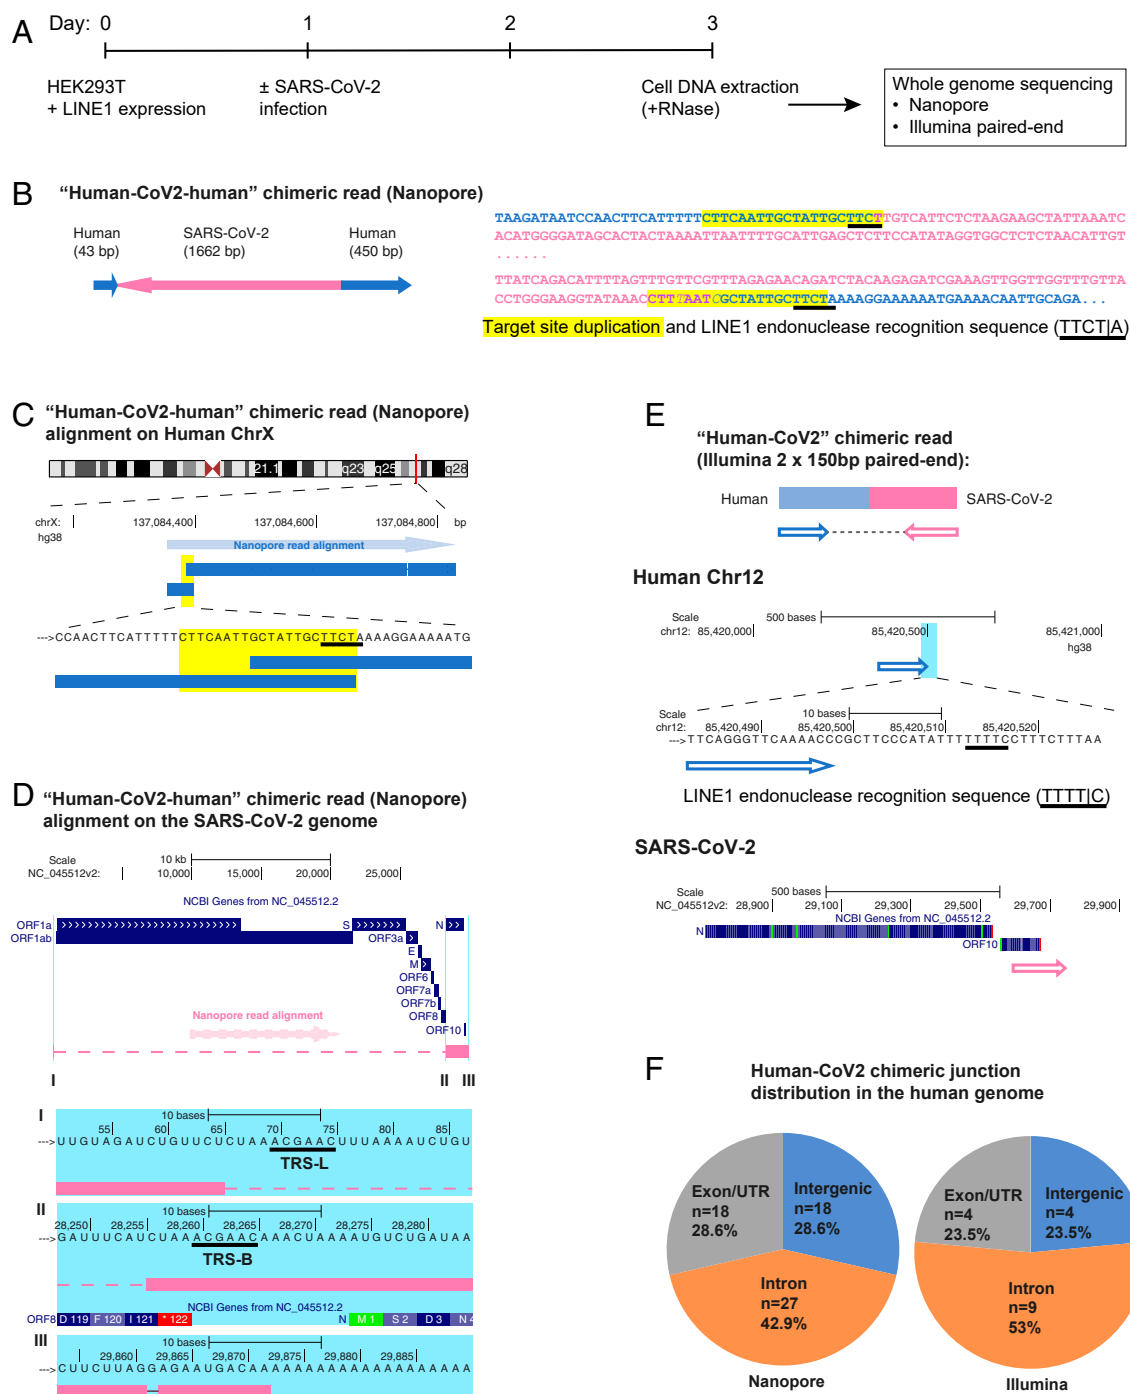 A
Day: 0 1 2 3
HEK293T
+ LINE1 expression
± SARS-CoV-2
infection
Cell DNA extraction
(+RNase)
Whole genome sequencing
• Nanopore
• Illumina paired-end
B
“Human-CoV2-human” chimeric read (Nanopore)
Human
(43 bp)
SARS-CoV-2
(1662 bp)
Human
(450 bp)
TAAGATAATCCAACTTCATTTTTCTTCAATTGCTATTGCTTCTTGTCATTCTCTAAGAAGCTATTAAATC
ACATGGGGATAGCACTACTAAAATTAATTTTGCATTGAGCTCTTCCATATAGGTGGCTCTCTAACATTGT
......
TTATCAGACATTTTAGTTTGTTCGTTTAGAGAACAGATCTACAAGAGATCGAAAGTTGGTTGGTTTGTTA
CCTGGGAAGGTATAAACCTTTAATCGCTATTGCTTCTAAAAGGAAAAAATGAAAACAATTGCAGA...
Target site duplication and LINE1 endonuclease recognition sequence (TTCT|A)
C
“Human-CoV2-human” chimeric read (Nanopore)
alignment on Human ChrX
21.1 q23 q25 q28
chrX: 137,084,400 137,084,600 137,084,800 bp
hg38
Nanopore read alignment
--->CCAACTTCATTTTTCTTCAATTGCTATTGCTTCTAAAAGGAAAAATG
D
“Human-CoV2-human” chimeric read (Nanopore)
alignment on the SARS-CoV-2 genome
Scale 10 kb
NC_045512v2: 10,000 15,000 20,000 25,000
NCBI Genes from NC_045512.2
ORF1a S N
ORF1ab ORF3a
E
M
ORF6
ORF7a
ORF7b
ORF8
ORF10
Nanopore read alignment
I II III
I
10 bases
55 60 65 70 75 80 85
--->UUGUAGAUCUGUUCUCUAAACGAACUUUAAAAUCUGU
TRS-L
II
10 bases
28,250 28,255 28,260 28,265 28,270 28,275 28,280
--->GAUUUCAUCUAAACGAACAAACUAAAAUGUCUGAUAA
TRS-B
NCBI Genes from NC_045512.2
ORF8 D 119 F 120 I 121 * 122 N M 1 S 2 D 3 N 4
III
10 bases
29,860 29,865 29,870 29,875 29,880 29,885
--->CUUCUUAGGAGAAUGACAAAAAAAAAAAAAAAAAAAA
E
“Human-CoV2” chimeric read
(Illumina 2 x 150bp paired-end):
Human SARS-CoV-2
Human Chr12
Scale 500 bases
chr12: 85,420,000 85,420,500 85,421,000
hg38
Scale 10 bases
chr12: 85,420,490 85,420,500 85,420,510 85,420,520
--->TTCAGGGTTCAAAACCCGCTTCCCATATTTTTTTCCTTTCTTTAA
LINE1 endonuclease recognition sequence (TTTT|C)
SARS-CoV-2
Scale 500 bases
NC_045512v2: 28,900 29,100 29,300 29,500 29,700 29,900
NCBI Genes from NC_045512.2
N
ORF10
F
Human-CoV2 chimeric junction
distribution in the human genome
Exon/UTR
n=18
28.6%
Intergenic
n=18
28.6%
Intron
n=27
42.9%
Nanopore
Exon/UTR
n=4
23.5%
Intergenic
n=4
23.5%
Intron
n=9
53%
Illumina